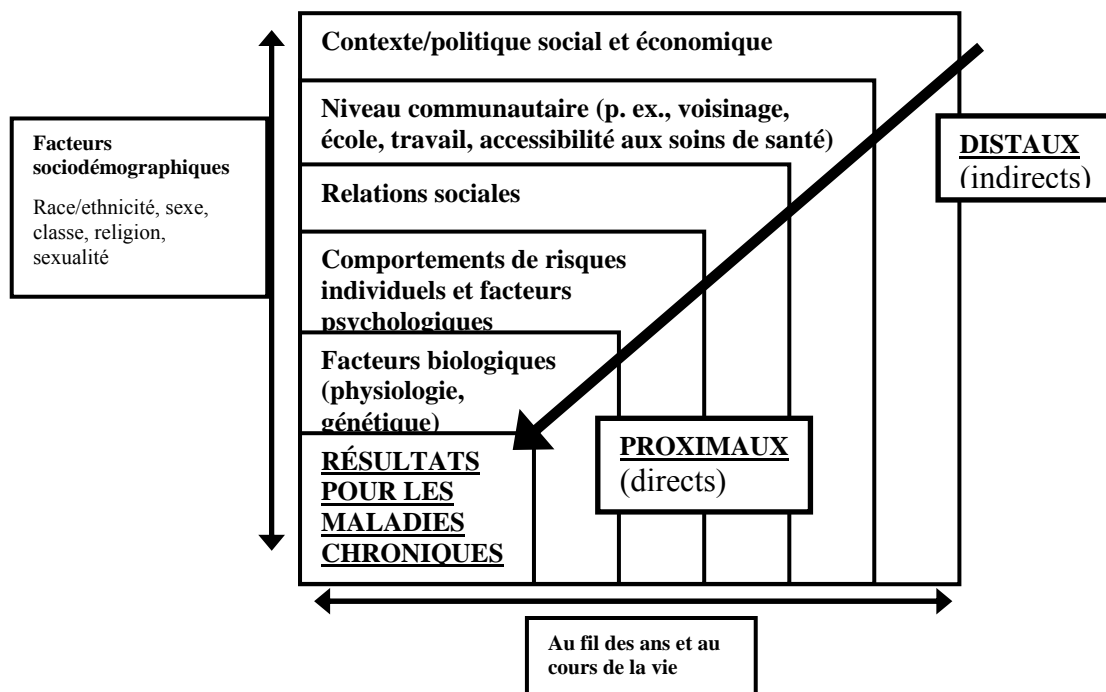 Contexte/politique social et économique
Niveau communautaire (p. ex., voisinage,
école, travail, accessibilité aux soins de santé)
Facteurs
sociodémographiques
Race/ethnicité, sexe,
classe, religion,
sexualité
DISTAUX
(indirects)
Relations sociales
Comportements de risques
individuels et facteurs
psychologiques
Facteurs biologiques
(physiologie,
génétique)
PROXIMAUX
(directs)
RÉSULTATS
POUR LES
MALADIES
CHRONIQUES
Au fil des ans et au
cours de la vie